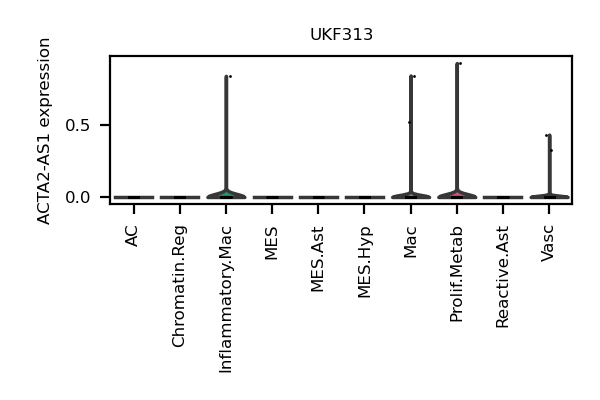 UKF313
ACTA2-AS1 expression
0.5
0.0
AC
Chromatin.Reg
Inflammatory.Mac
MES
MES.Ast
MES.Hyp
Mac
Prolif.Metab
Reactive.Ast
Vasc